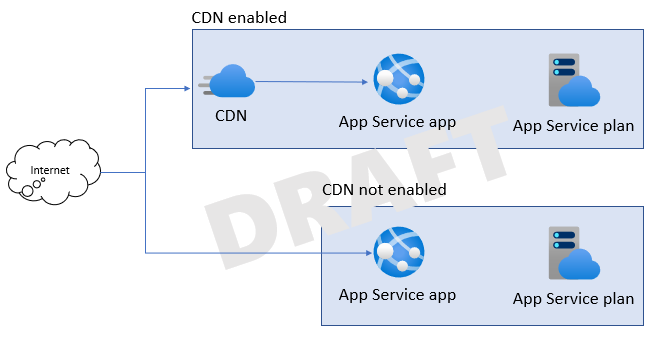 CDN enabled
CDN
App Service app
App Service plan
Internet
DRAFT
CDN not enabled
App Service app
App Service plan